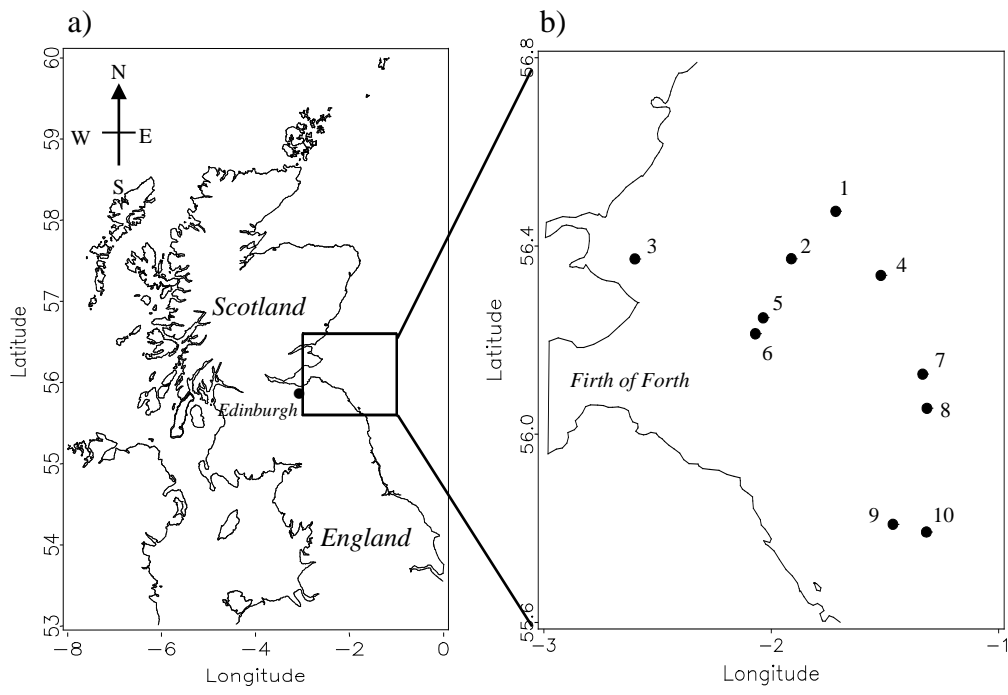 a)
60
N
59
W
E
S
58
57
Scotland
Latitude
56
Edinburgh
55
54
England
53
−8
−6
−4
−2
0
Longitude
b)
56.8
1
56.4
3
2
4
5
6
Latitude
7
Firth of Forth
8
56.0
9
10
55.6
−3
−2
−1
Longitude